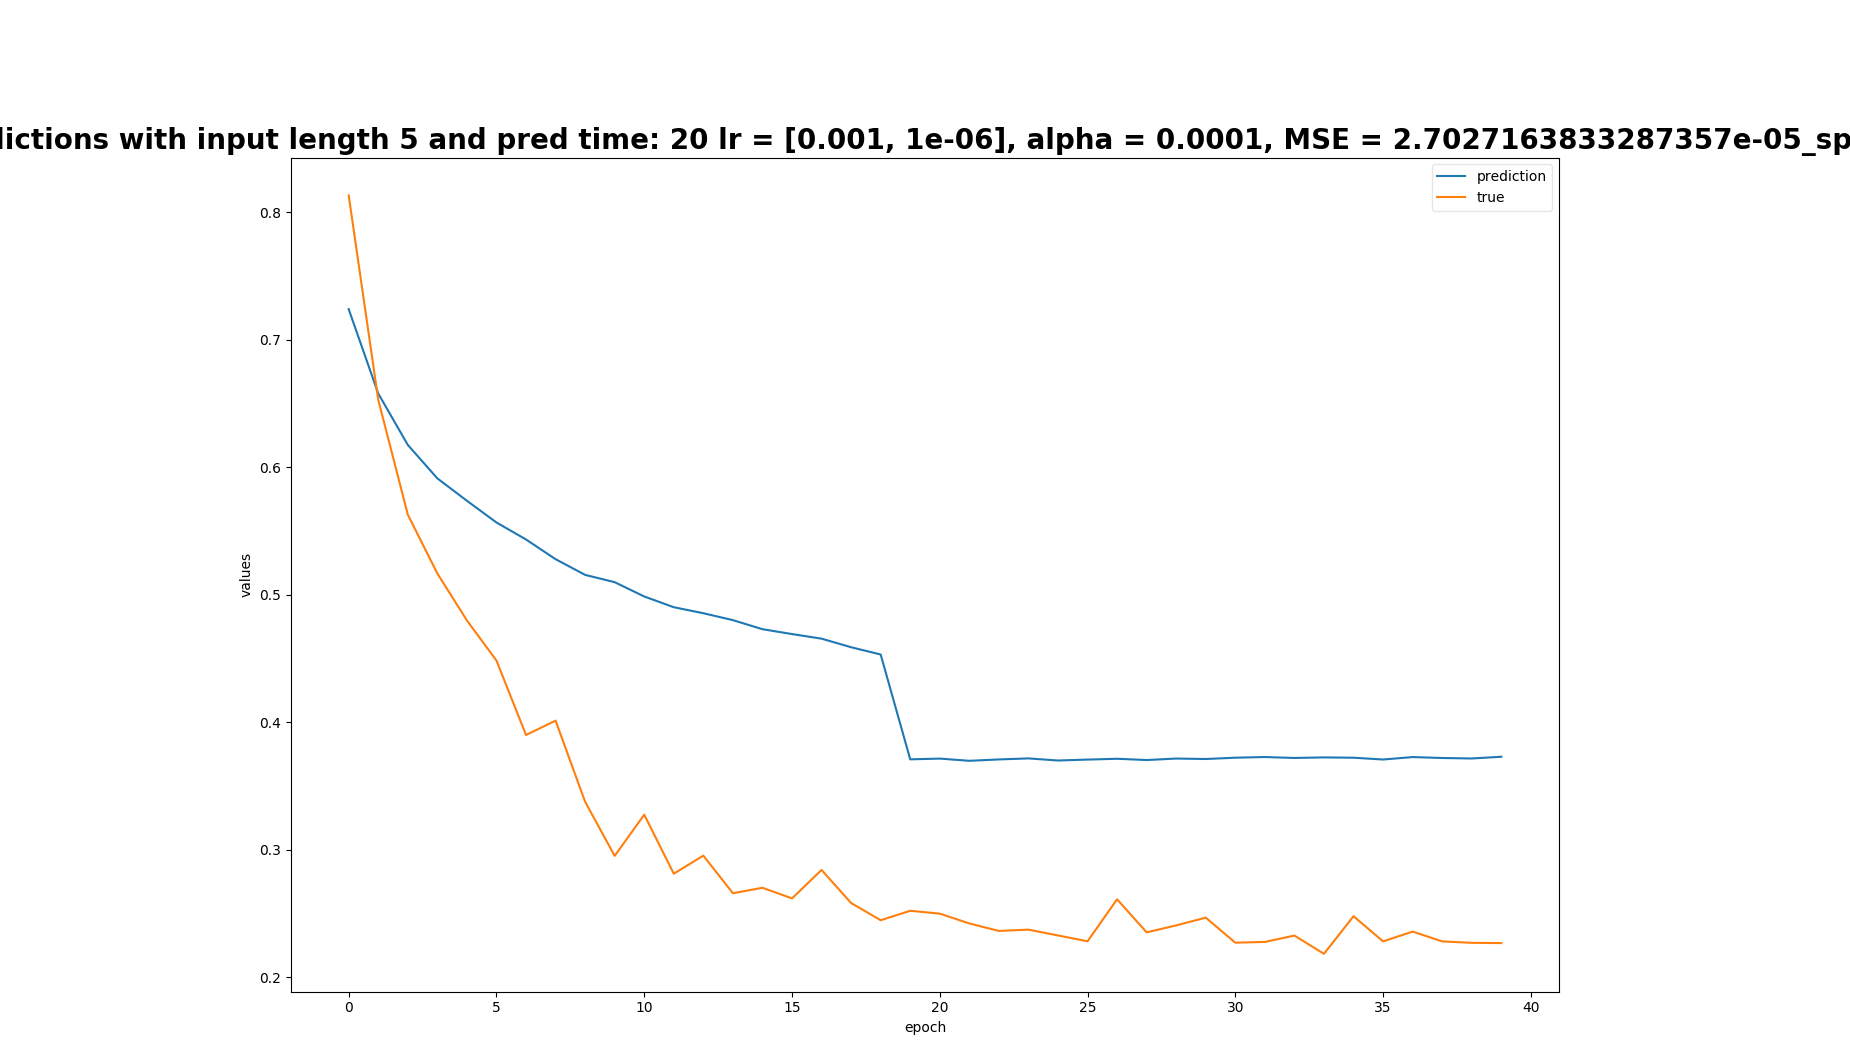 dictions with input length 5 and pred time: 20 lr = [0.001, 1e-06], alpha = 0.0001, MSE = 2.7027163833287357e-05_sp
prediction
true
values
0.8
0.7
0.6
0.5
0.4
0.3
0.2
0 5 10 15 20 25 30 35 40
epoch